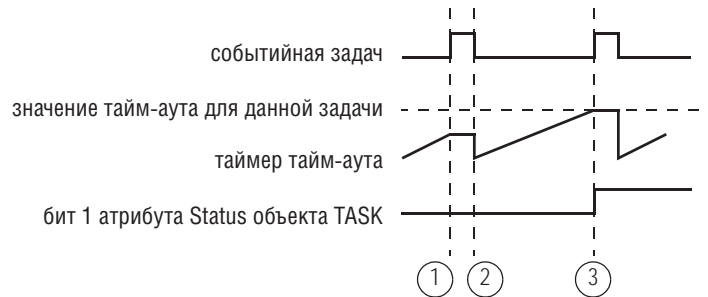 событийная задач
значение тайм-аута для данной задачи
таймер тайм-аута
бит 1 атрибута Status объекта TASK
1 2 3